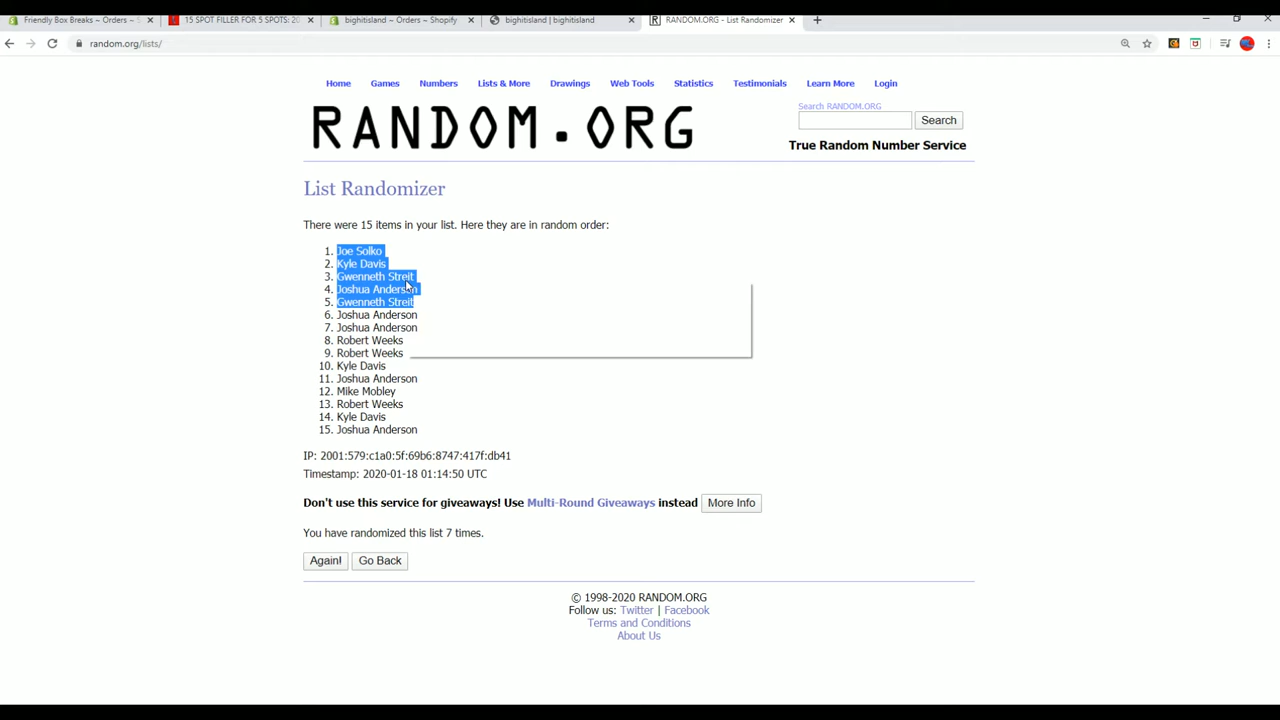 Friendly Box Breaks ~ Orders ~ S
15 SPOT FILLER FOR 5 SPOTS: 20
bighitisland ~ Orders ~ Shopify
bighitisland | bighitisland
RANDOM.ORG - List Randomizer
random.org/lists/
Home Games Numbers Lists & More Drawings Web Tools Statistics Testimonials Learn More Login
RANDOM.ORG
Search RANDOM.ORG
Search
True Random Number Service
List Randomizer
There were 15 items in your list. Here they are in random order:
1. Joe Solko
2. Kyle Davis
3. Gwenneth Streit
4. Joshua Anderson
5. Gwenneth Streit
6. Joshua Anderson
7. Joshua Anderson
8. Robert Weeks
9. Robert Weeks
10. Kyle Davis
11. Joshua Anderson
12. Mike Mobley
13. Robert Weeks
14. Kyle Davis
15. Joshua Anderson
IP: 2001:579:c1a0:5f:69b6:8747:417f:db41
Timestamp: 2020-01-18 01:14:50 UTC
Don't use this service for giveaways! Use Multi-Round Giveaways instead More Info
You have randomized this list 7 times.
Again! Go Back
© 1998-2020 RANDOM.ORG
Follow us: Twitter | Facebook
Terms and Conditions
About Us